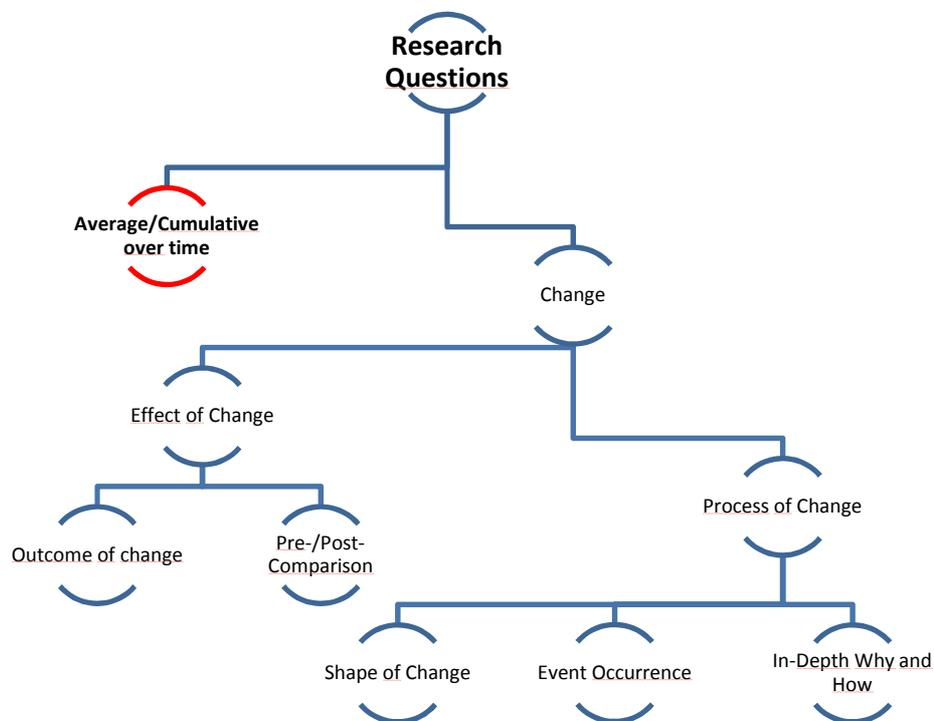 Research
Questions
Average/Cumulative
over time
Change
Effect of Change
Process of Change
Outcome of change
Pre-/Post-
Comparison
Shape of Change
Event Occurrence
In-Depth Why and
How